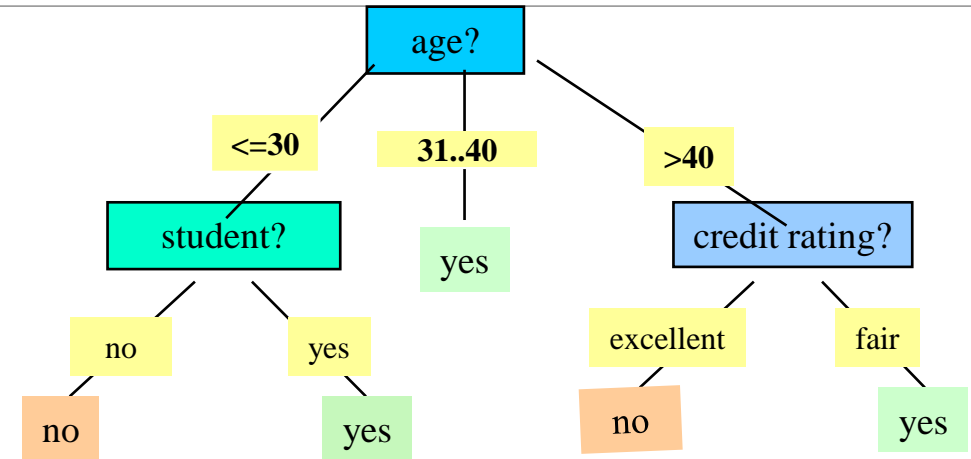 age?
<=30
31..40
>40
student?
yes
credit rating?
no
yes
excellent
fair
no
yes
no
yes